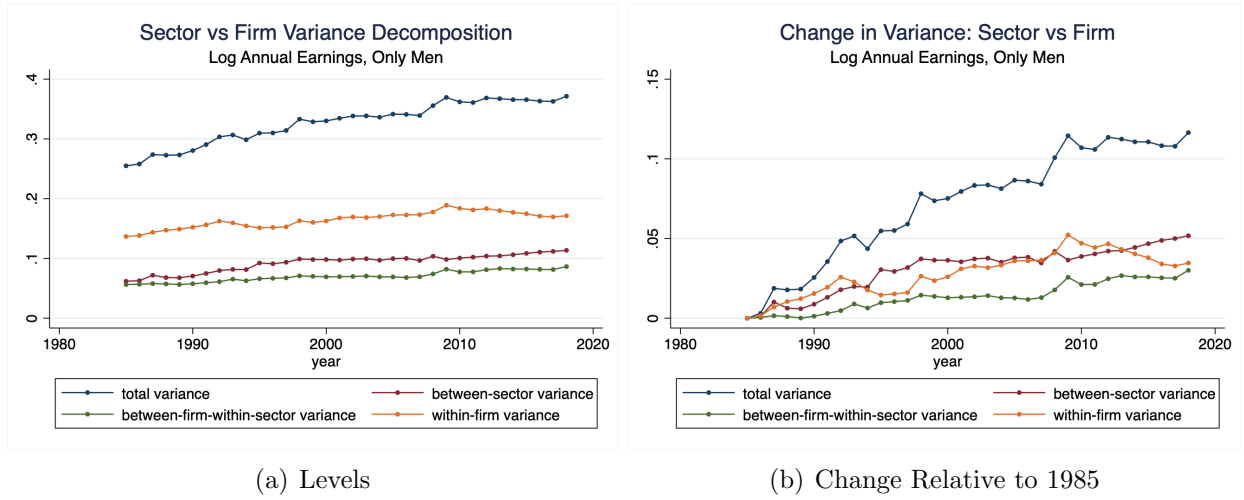 Sector vs Firm Variance Decomposition
Log Annual Earnings, Only Men
.4
.3
.2
.1
0
1980 1990 2000 2010 2020
year
total variance between-sector variance
between-firm-within-sector variance within-firm variance
(a) Levels
Change in Variance: Sector vs Firm
Log Annual Earnings, Only Men
.15
.1
.05
0
1980 1990 2000 2010 2020
year
total variance between-sector variance
between-firm-within-sector variance within-firm variance
(b) Change Relative to 1985